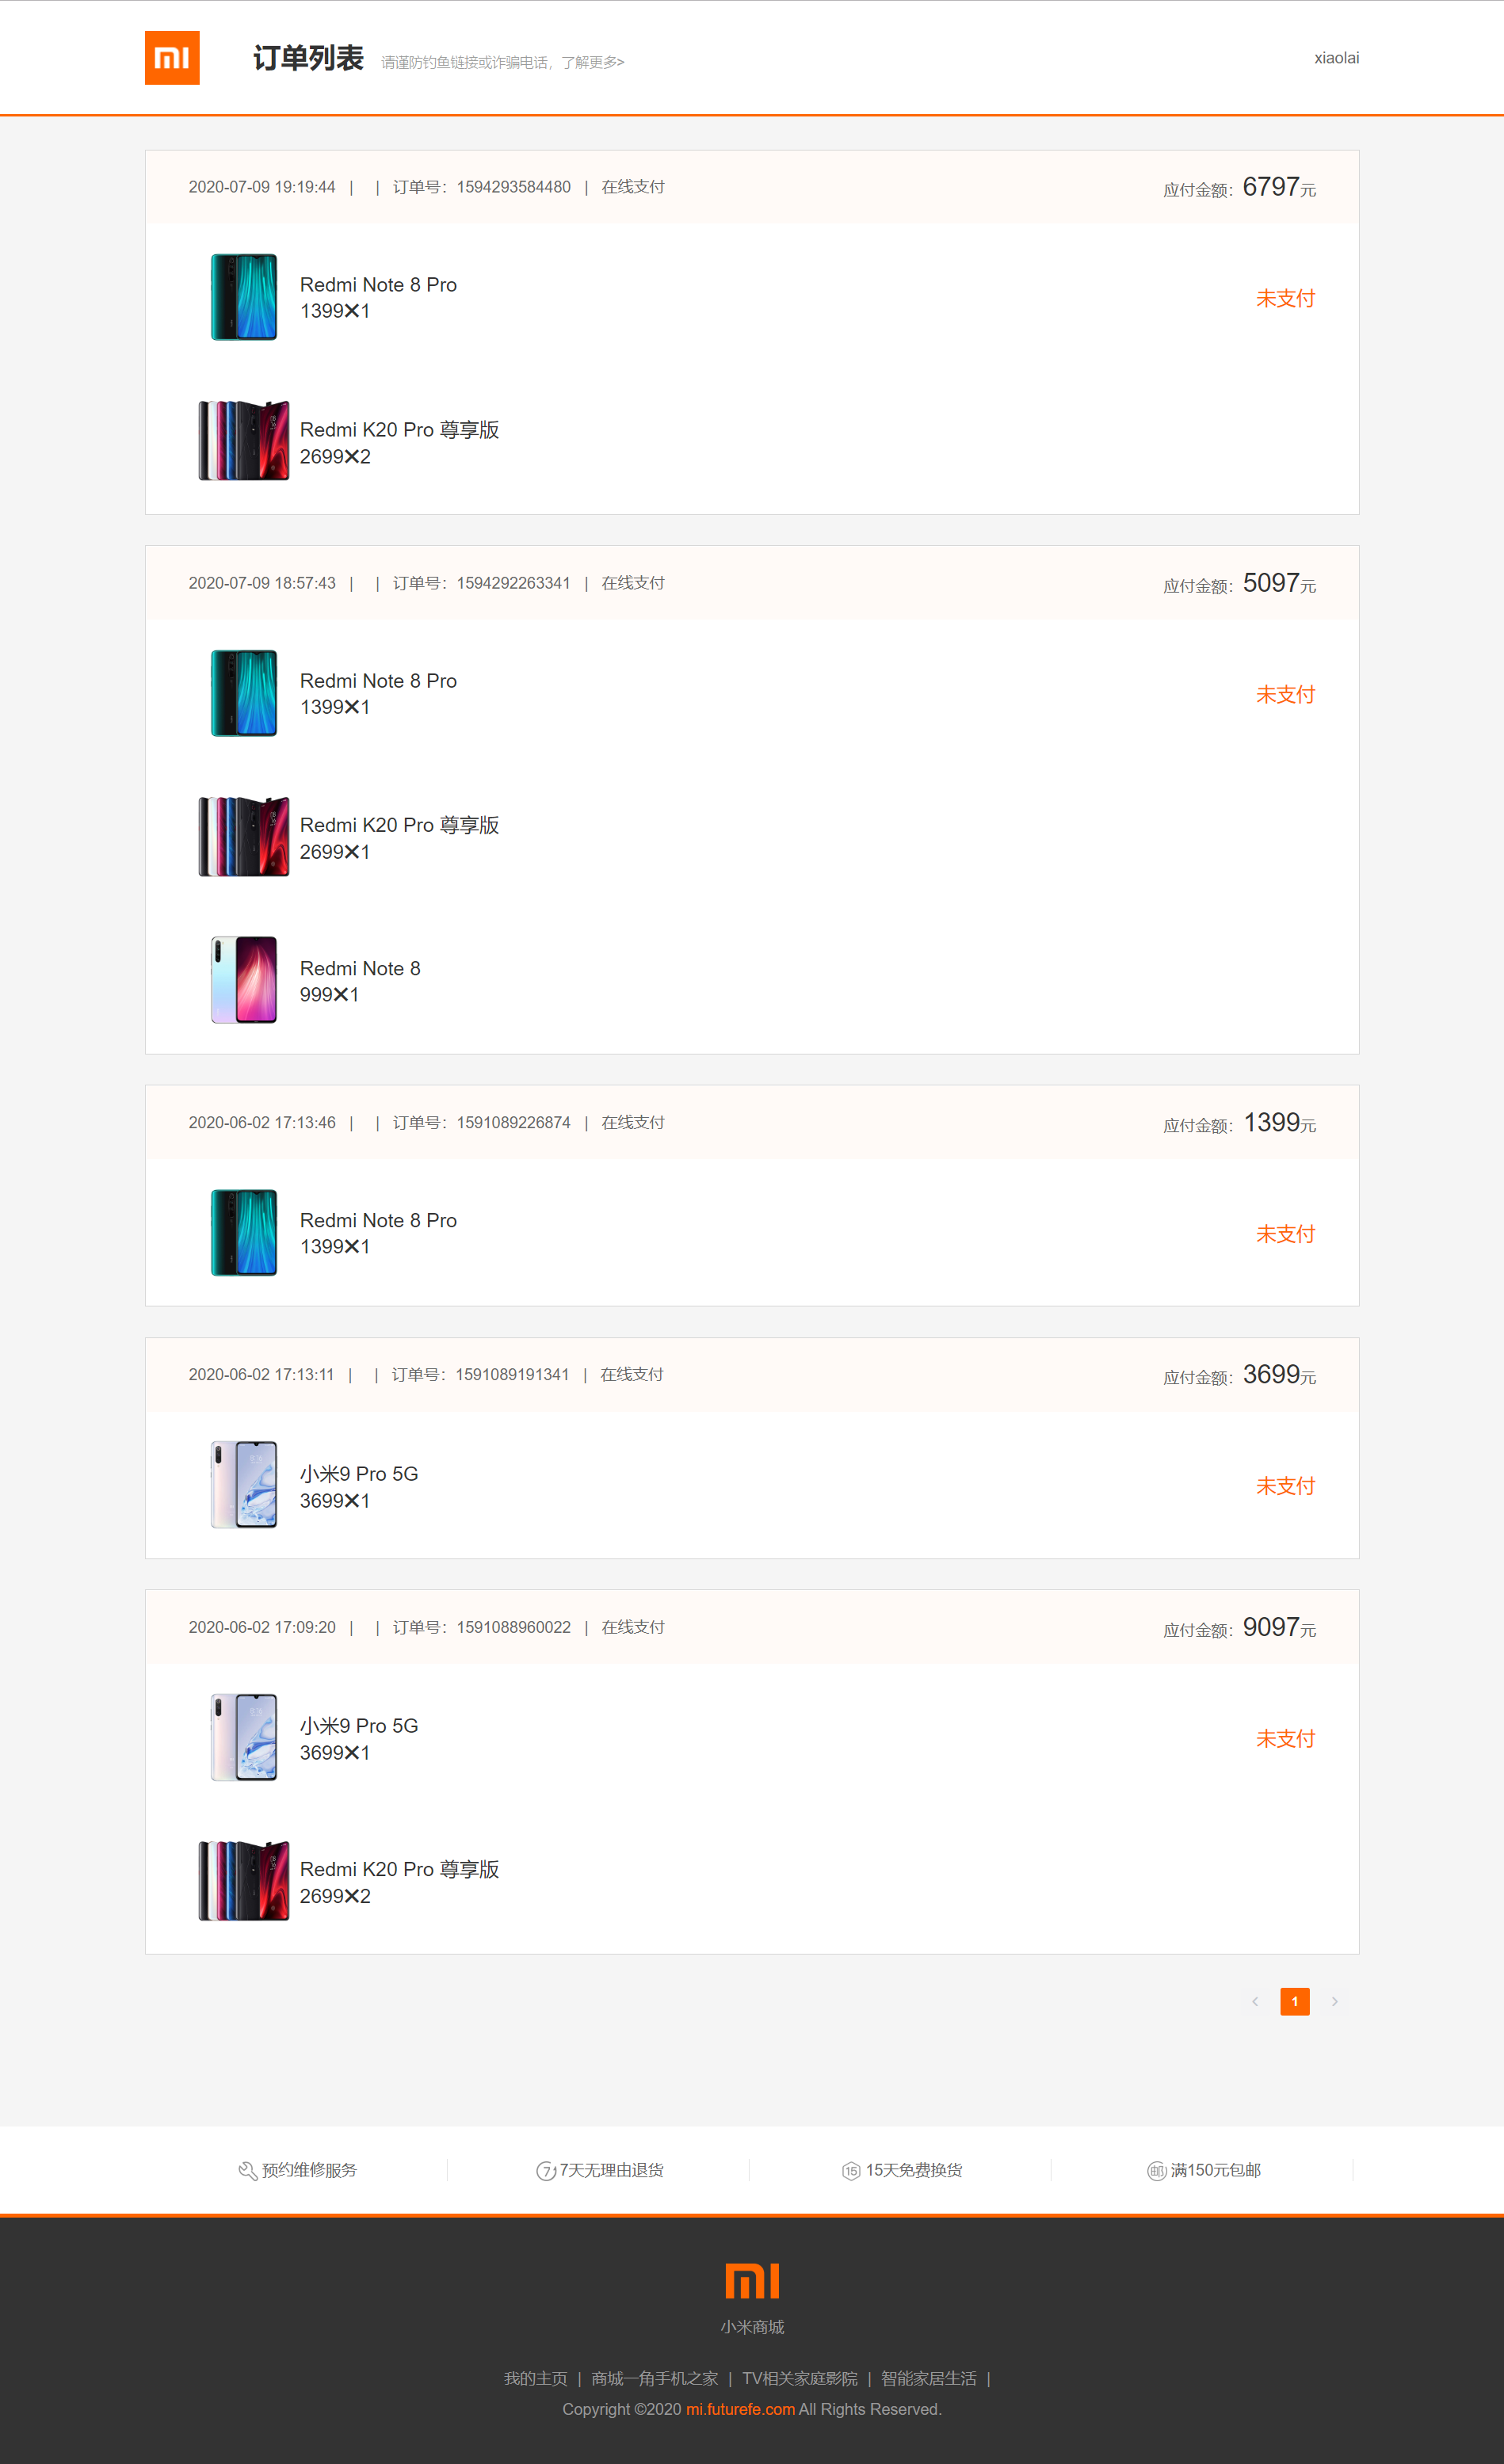 订单列表 请谨防钓鱼链接或诈骗电话，了解更多>
xiaolai
2020-07-09 19:19:44 | | 订单号：1594293584480 | 在线支付
应付金额：6797元
Redmi Note 8 Pro
1399✕1
未支付
Redmi K20 Pro 尊享版
2699✕2
2020-07-09 18:57:43 | | 订单号：1594292263341 | 在线支付
应付金额：5097元
Redmi Note 8 Pro
1399✕1
未支付
Redmi K20 Pro 尊享版
2699✕1
Redmi Note 8
999✕1
2020-06-02 17:13:46 | | 订单号：1591089226874 | 在线支付
应付金额：1399元
Redmi Note 8 Pro
1399✕1
未支付
2020-06-02 17:13:11 | | 订单号：1591089191341 | 在线支付
应付金额：3699元
小米9 Pro 5G
3699✕1
未支付
2020-06-02 17:09:20 | | 订单号：1591088960022 | 在线支付
应付金额：9097元
小米9 Pro 5G
3699✕1
未支付
Redmi K20 Pro 尊享版
2699✕2
< 1 >
预约维修服务
7 7天无理由退货
15 15天免费换货
邮 满150元包邮
mi
小米商城
我的主页 | 商城一角手机之家 | TV相关家庭影院 | 智能家居生活 |
Copyright ©2020 mi.futurefe.com All Rights Reserved.